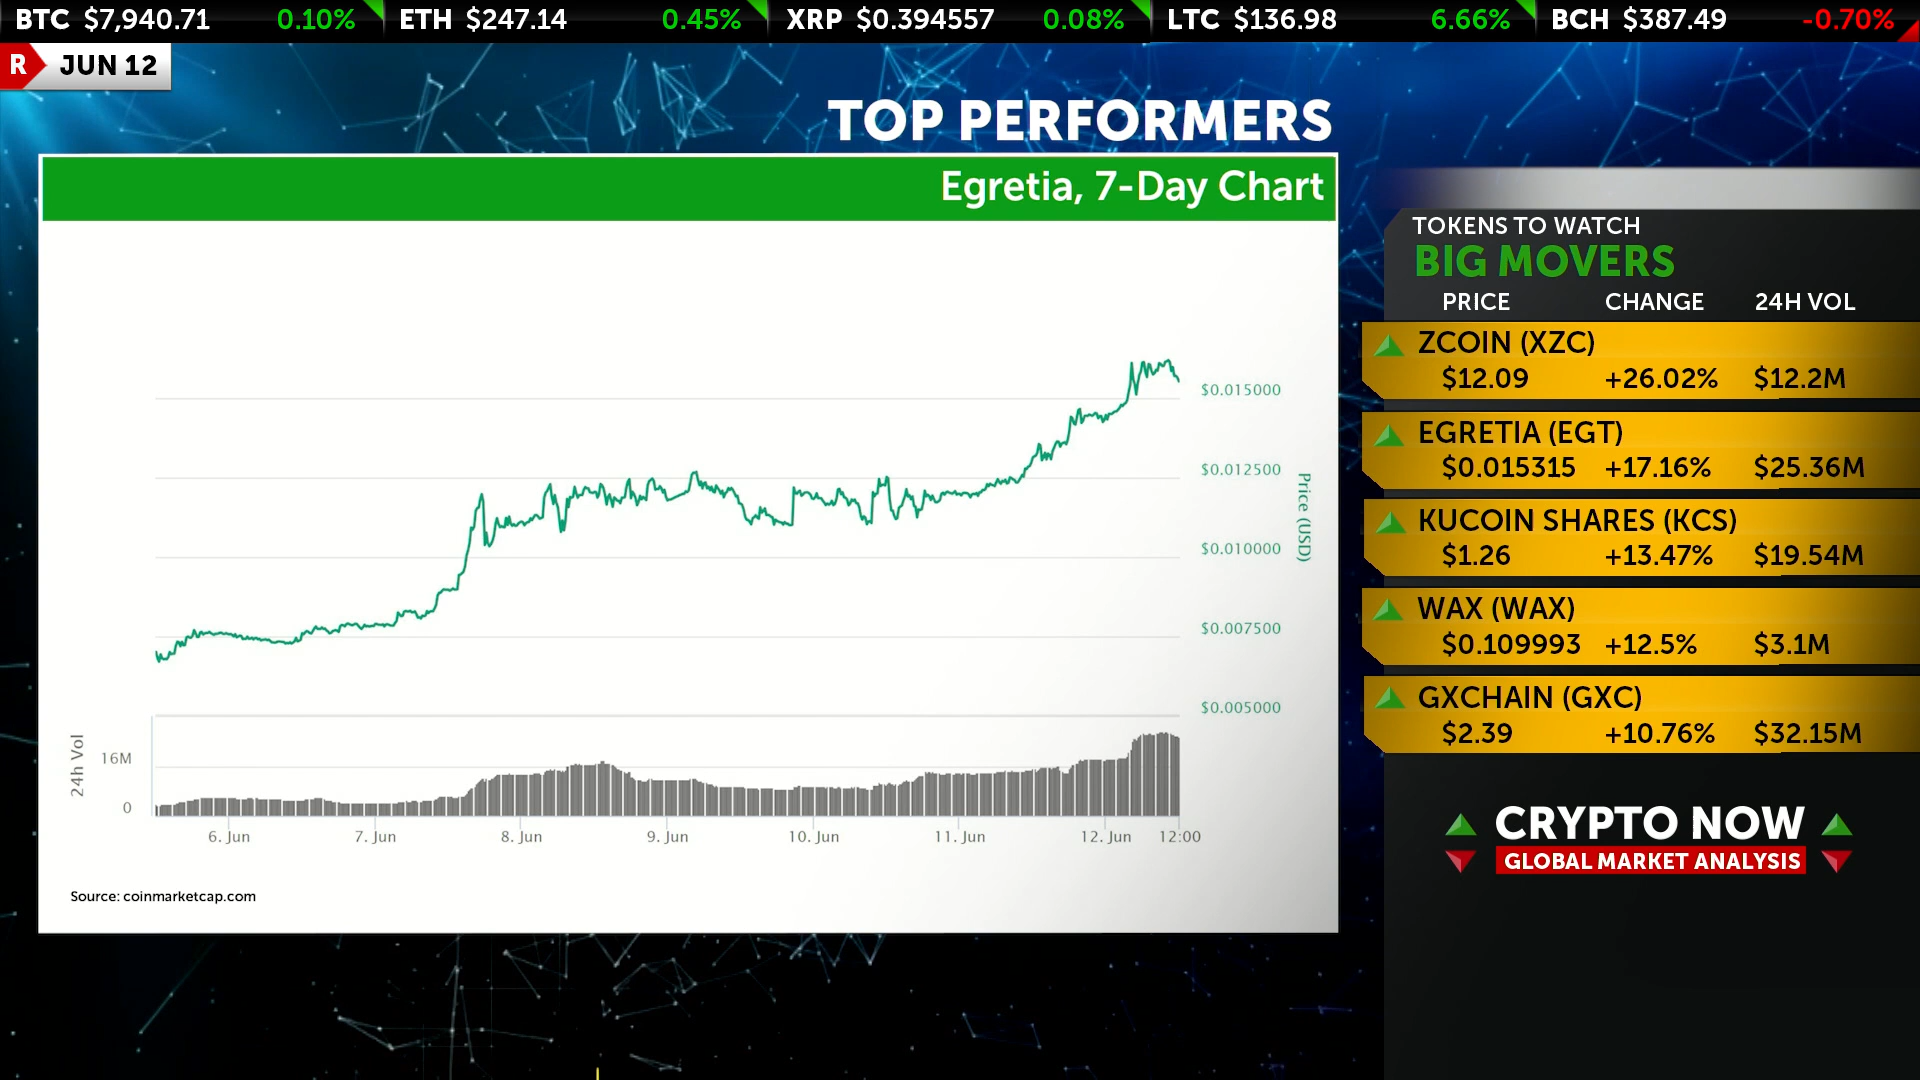 BTC $7,940.71 0.10% ETH $247.14 0.45% XRP $0.394557 0.08% LTC $136.98 6.66% BCH $387.49 -0.70%
R JUN 12
TOP PERFORMERS
Egretia, 7-Day Chart
$0.015000
$0.012500
$0.010000
$0.007500
$0.005000
Price (USD)
24h Vol
16M
0
6. Jun 7. Jun 8. Jun 9. Jun 10. Jun 11. Jun 12. Jun 12:00
Source: coinmarketcap.com
TOKENS TO WATCH
BIG MOVERS
PRICE CHANGE 24H VOL
ZCOIN (XZC)
$12.09 +26.02% $12.2M
EGRETIA (EGT)
$0.015315 +17.16% $25.36M
KUCOIN SHARES (KCS)
$1.26 +13.47% $19.54M
WAX (WAX)
$0.109993 +12.5% $3.1M
GXCHAIN (GXC)
$2.39 +10.76% $32.15M
CRYPTO NOW
GLOBAL MARKET ANALYSIS